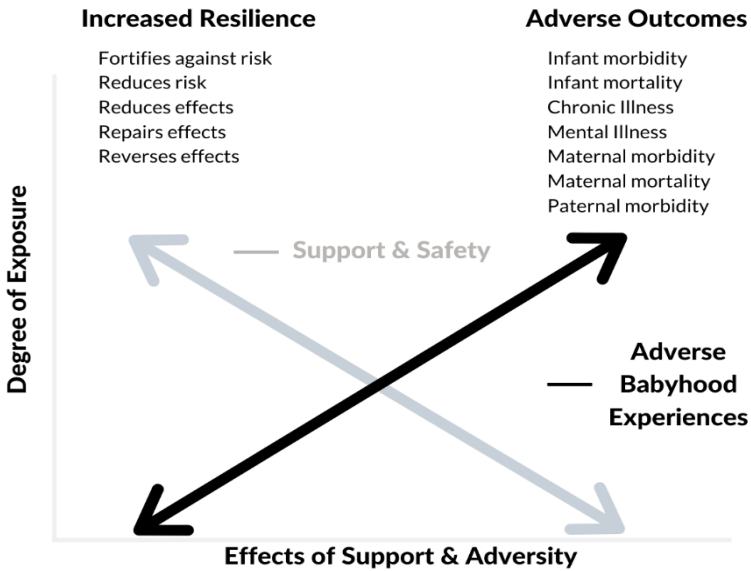 Increased Resilience
Fortifies against risk
Reduces risk
Reduces effects
Repairs effects
Reverses effects
Adverse Outcomes
Infant morbidity
Infant mortality
Chronic Illness
Mental Illness
Maternal morbidity
Maternal mortality
Paternal morbidity
Degree of Exposure
Support & Safety
Adverse
Babyhood
Experiences
Effects of Support & Adversity